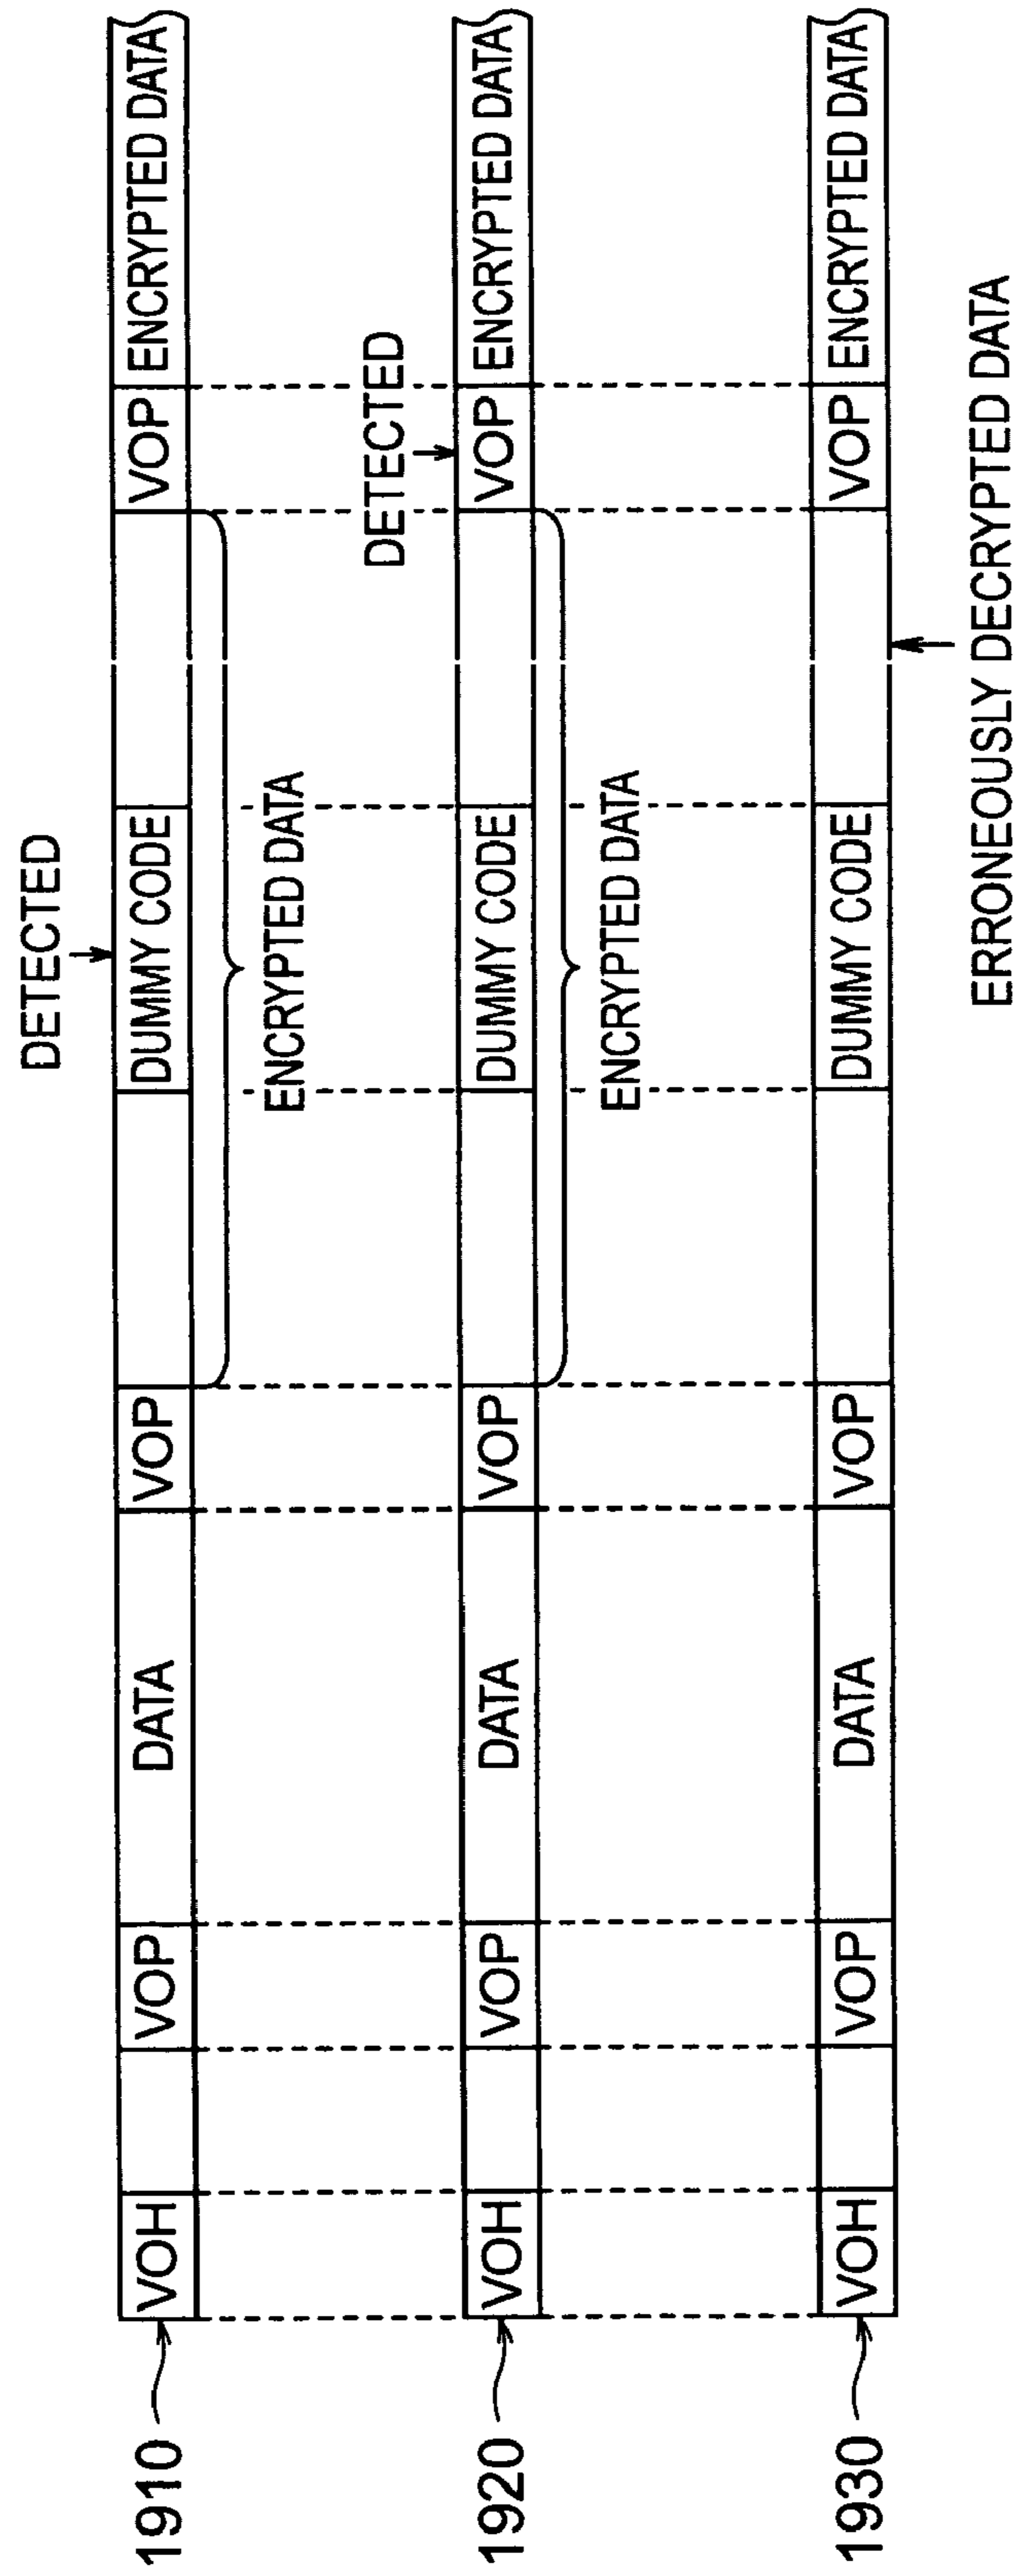 DETECTED
1910
VOH
VOP
DATA
VOP
DUMMY CODE
VOP
ENCRYPTED DATA
ENCRYPTED DATA
DETECTED
1920
VOH
VOP
DATA
VOP
DUMMY CODE
VOP
ENCRYPTED DATA
ENCRYPTED DATA
1930
VOH
VOP
DATA
VOP
DUMMY CODE
VOP
ENCRYPTED DATA
ERRONEOUSLY DECRYPTED DATA